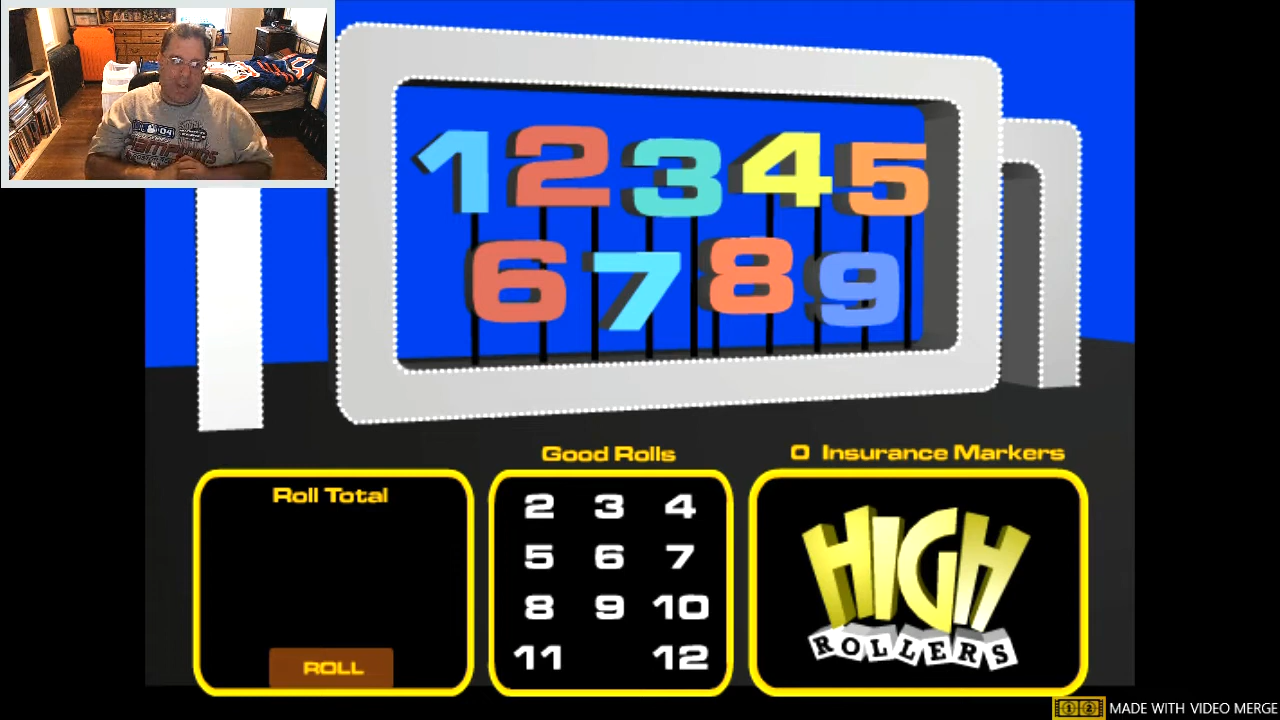 1 2 3 4 5
6 7 8 9
Good Rolls
0 Insurance Markers
Roll Total
2 3 4
5 6 7
8 9 10
11 12
ROLL
HIGH
ROLLERS
MADE WITH VIDEO MERGE